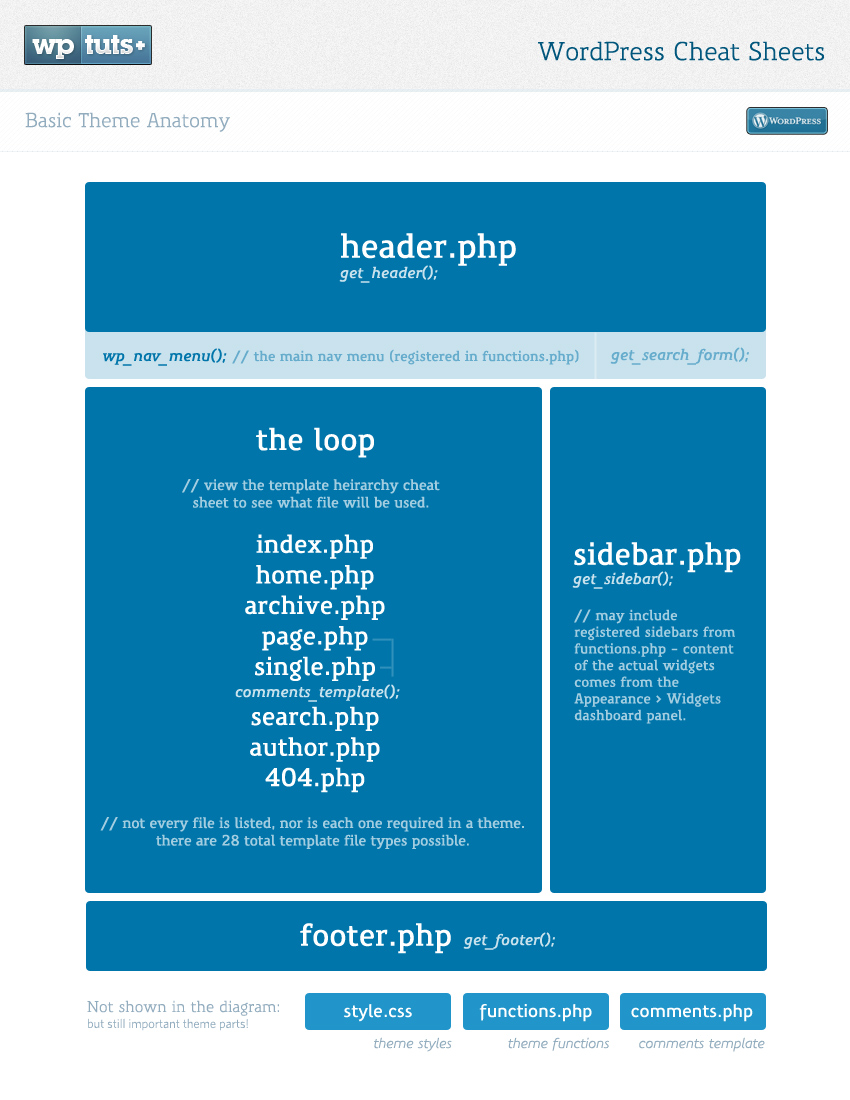 wp tuts+
WordPress Cheat Sheets
Basic Theme Anatomy
WORDPRESS
header.php
get_header();
wp_nav_menu(); // the main nav menu (registered in functions.php)
get_search_form();
the loop
// view the template heirarchy cheat
sheet to see what file will be used.
index.php
home.php
archive.php
page.php
single.php
comments_template();
search.php
author.php
404.php
// not every file is listed, nor is each one required in a theme.
there are 28 total template file types possible.
sidebar.php
get_sidebar();
// may include
registered sidebars from
functions.php - content
of the actual widgets
comes from the
Appearance > Widgets
dashboard panel.
footer.php get_footer();
Not shown in the diagram:
but still important theme parts!
style.css
theme styles
functions.php
theme functions
comments.php
comments template